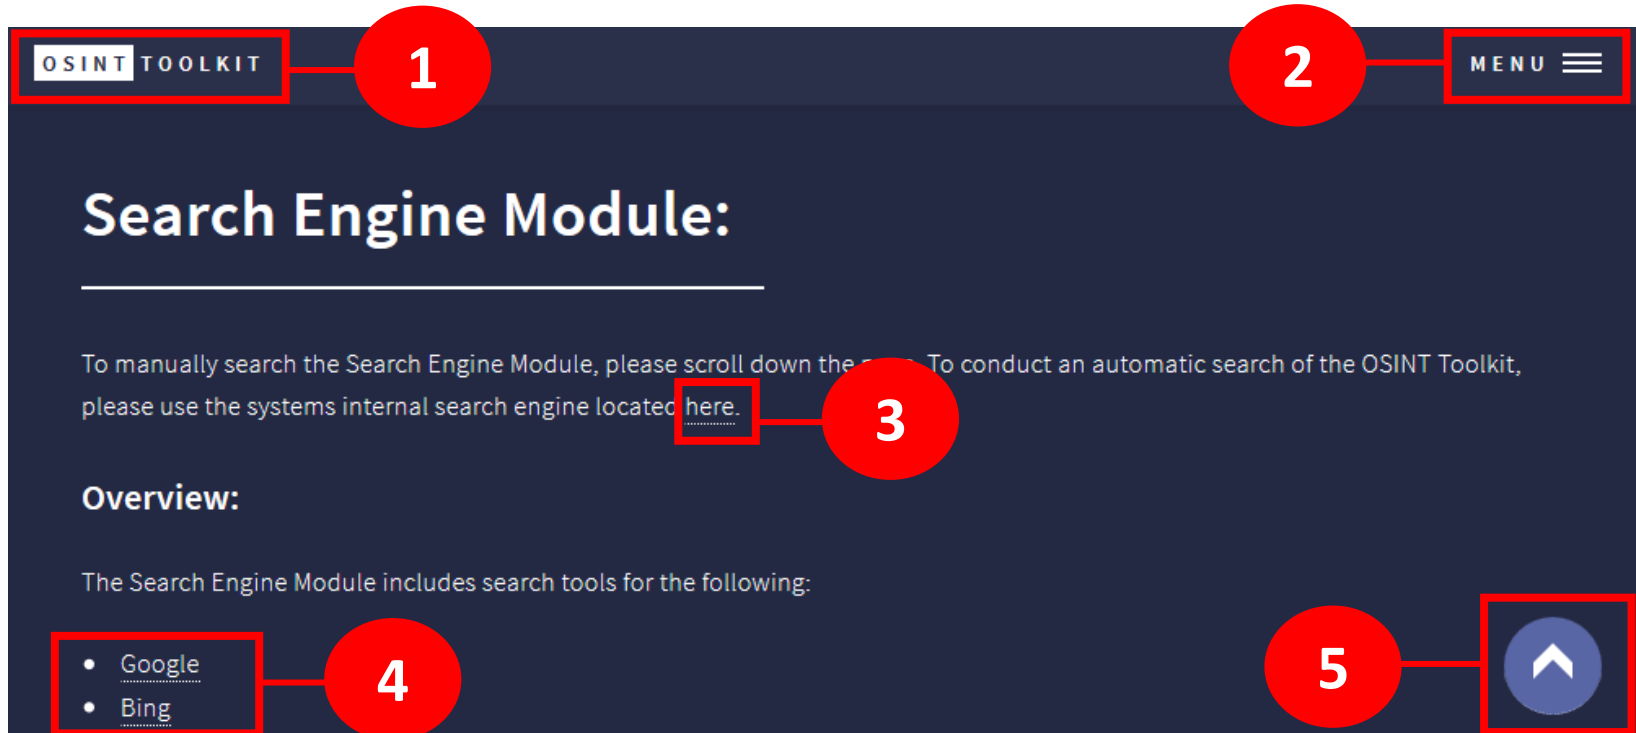 OSINT TOOLKIT
1
2
MENU
Search Engine Module:
To manually search the Search Engine Module, please scroll down the To conduct an automatic search of the OSINT Toolkit,
please use the systems internal search engine located here.
3
Overview:
The Search Engine Module includes search tools for the following:
• Google
• Bing
4
5